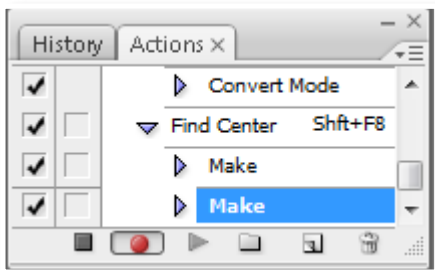 History Actions ×
Convert Mode
Find Center Shft+F8
Make
Make